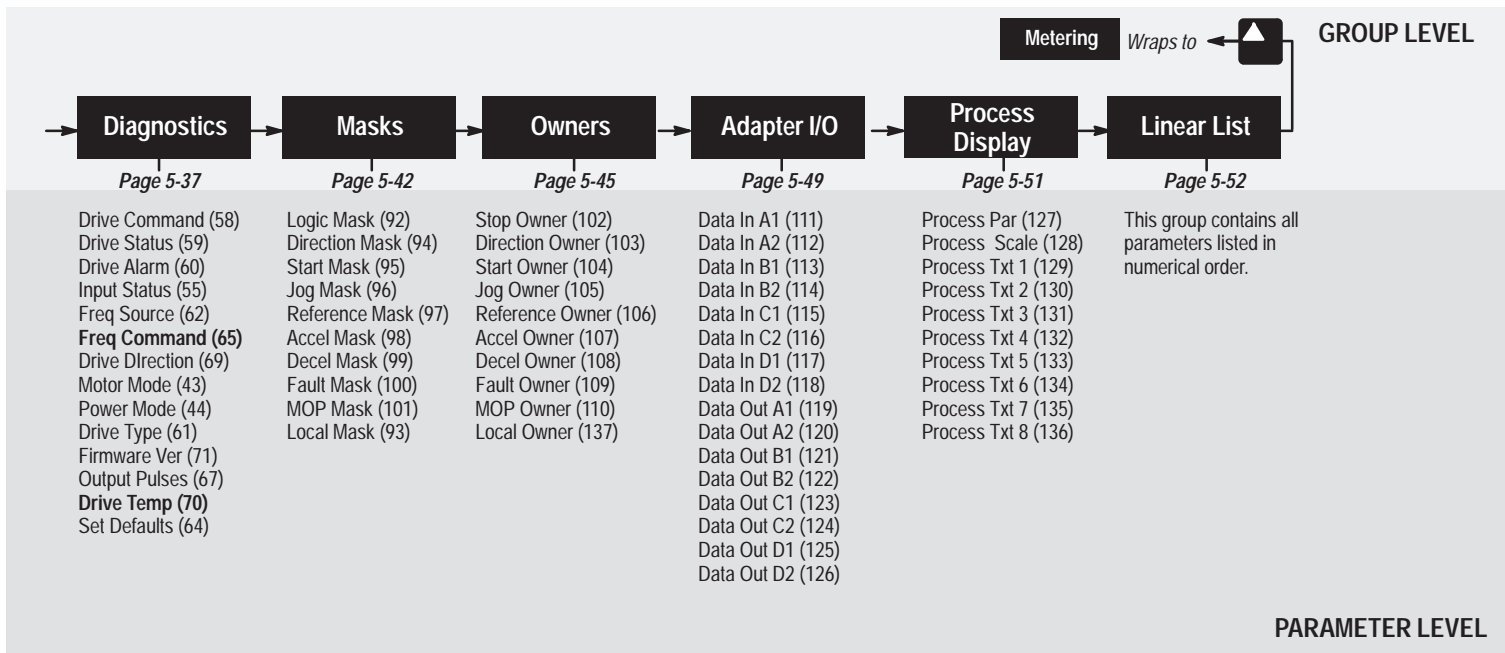 Metering
Wraps to
GROUP LEVEL
Diagnostics
Masks
Owners
Adapter I/O
Process
Display
Linear List
Page 5-37
Page 5-42
Page 5-45
Page 5-49
Page 5-51
Page 5-52
Drive Command (58)
Drive Status (59)
Drive Alarm (60)
Input Status (55)
Freq Source (62)
Freq Command (65)
Drive DIrection (69)
Motor Mode (43)
Power Mode (44)
Drive Type (61)
Firmware Ver (71)
Output Pulses (67)
Drive Temp (70)
Set Defaults (64)
Logic Mask (92)
Direction Mask (94)
Start Mask (95)
Jog Mask (96)
Reference Mask (97)
Accel Mask (98)
Decel Mask (99)
Fault Mask (100)
MOP Mask (101)
Local Mask (93)
Stop Owner (102)
Direction Owner (103)
Start Owner (104)
Jog Owner (105)
Reference Owner (106)
Accel Owner (107)
Decel Owner (108)
Fault Owner (109)
MOP Owner (110)
Local Owner (137)
Data In A1 (111)
Data In A2 (112)
Data In B1 (113)
Data In B2 (114)
Data In C1 (115)
Data In C2 (116)
Data In D1 (117)
Data In D2 (118)
Data Out A1 (119)
Data Out A2 (120)
Data Out B1 (121)
Data Out B2 (122)
Data Out C1 (123)
Data Out C2 (124)
Data Out D1 (125)
Data Out D2 (126)
Process Par (127)
Process Scale (128)
Process Txt 1 (129)
Process Txt 2 (130)
Process Txt 3 (131)
Process Txt 4 (132)
Process Txt 5 (133)
Process Txt 6 (134)
Process Txt 7 (135)
Process Txt 8 (136)
This group contains all
parameters listed in
numerical order.
PARAMETER LEVEL